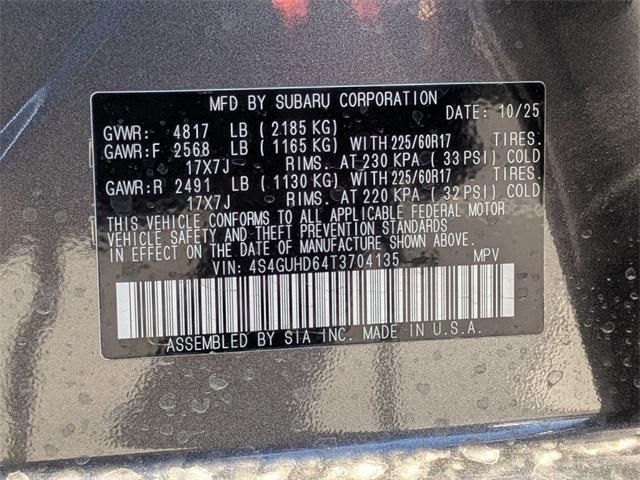 MFD BY SUBARU CORPORATION
DATE: 10/25
GVWR: 4817 LB (2185 KG)
GAWR:F 2568 LB (1165 KG) WITH 225/60R17 TIRES.
17X7J RIMS. AT 230 KPA (33 PSI) COLD
GAWR:R 2491 LB (1130 KG) WITH 225/60R17 TIRES.
17X7J RIMS. AT 220 KPA (32 PSI) COLD
THIS VEHICLE CONFORMS TO ALL APPLICABLE FEDERAL MOTOR
VEHICLE SAFETY AND THEFT PREVENTION STANDARDS
IN EFFECT ON THE DATE OF MANUFACTURE SHOWN ABOVE.
VIN: 4S4GUHD64T3704135 MPV
ASSEMBLED BY SIA INC. MADE IN U.S.A.